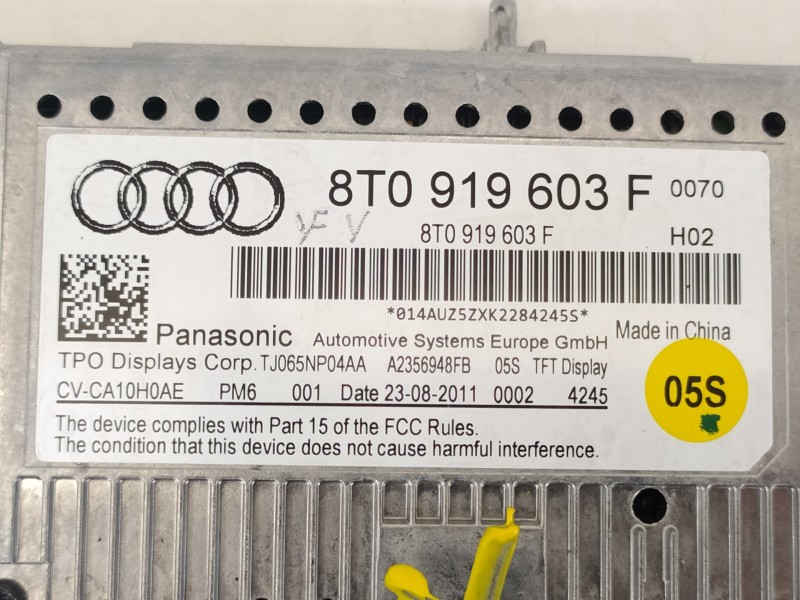 8T0 919 603 F 0070
8T0 919 603 F H02
*014AUZ5ZXK2284245S*
Panasonic Automotive Systems Europe GmbH Made in China
TPO Displays Corp. TJ065NP04AA A2356948FB 05S TFT Display
CV-CA10H0AE PM6 001 Date 23-08-2011 0002 4245
05S
The device complies with Part 15 of the FCC Rules.
The condition that this device does not cause harmful interference.